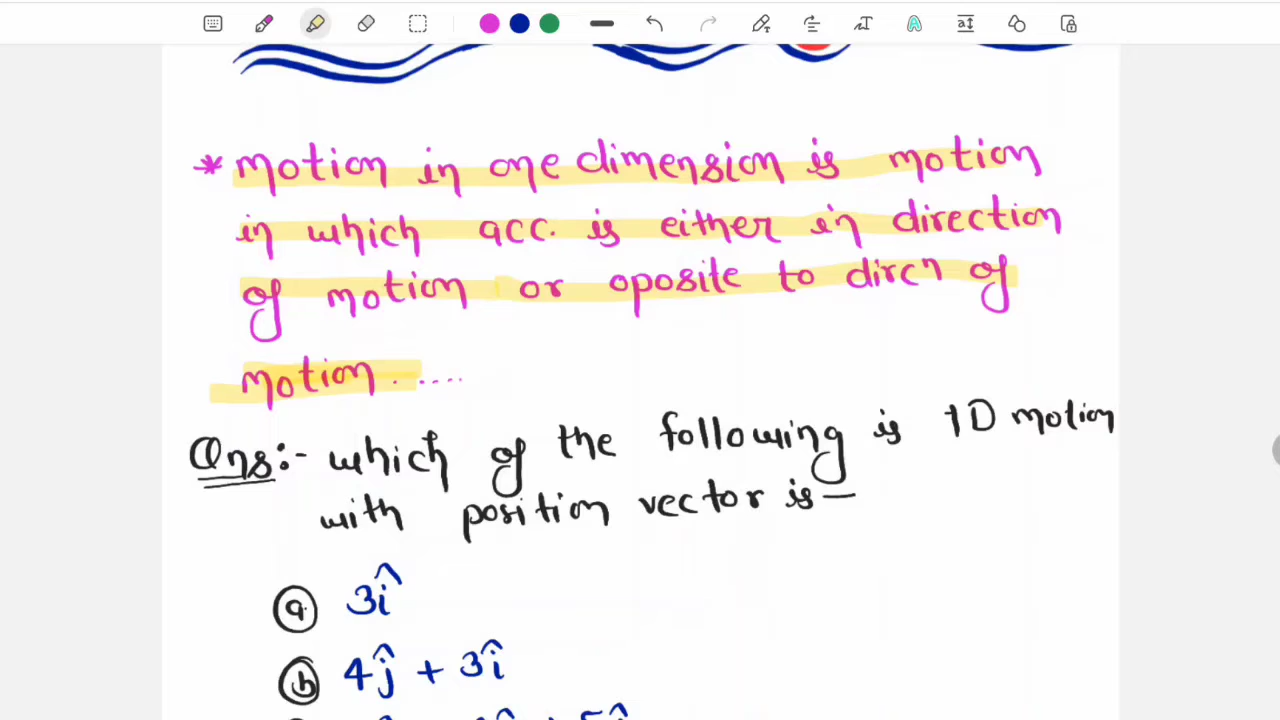 * motion in one dimension is motion
in which acc. is either in direction
of motion or oposite to dircn of
motion. .....
Qns:- which of the following is 1D motion
with position vector is —
(a) 3î
(b) 4ĵ + 3î